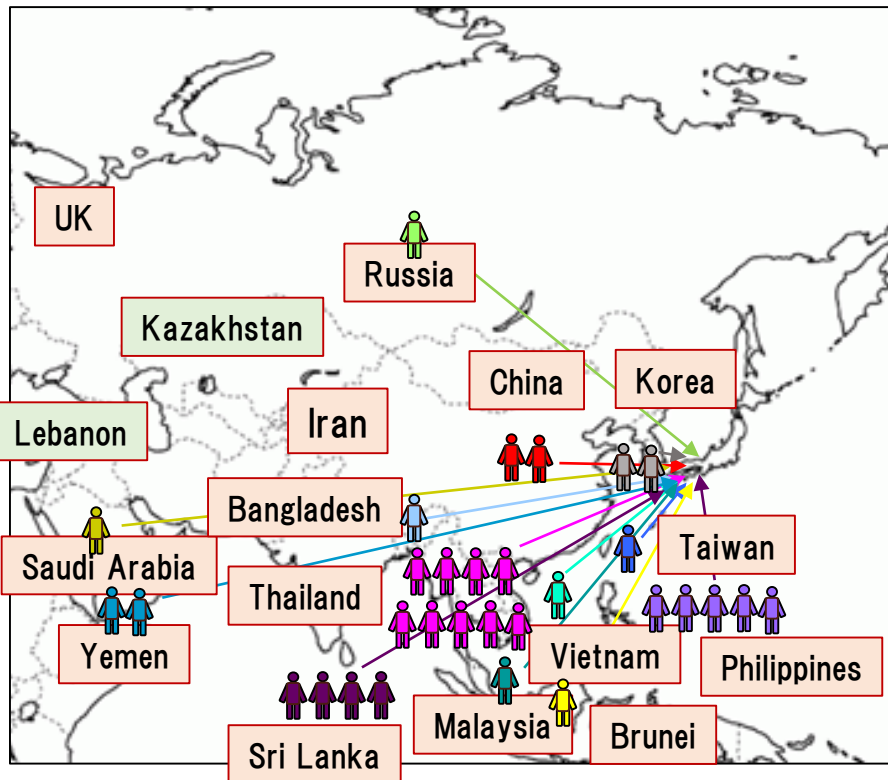 UK
Russia
Kazakhstan
China
Korea
Lebanon
Iran
Bangladesh
Saudi Arabia
Taiwan
Thailand
Yemen
Vietnam
Philippines
Malaysia
Brunei
Sri Lanka